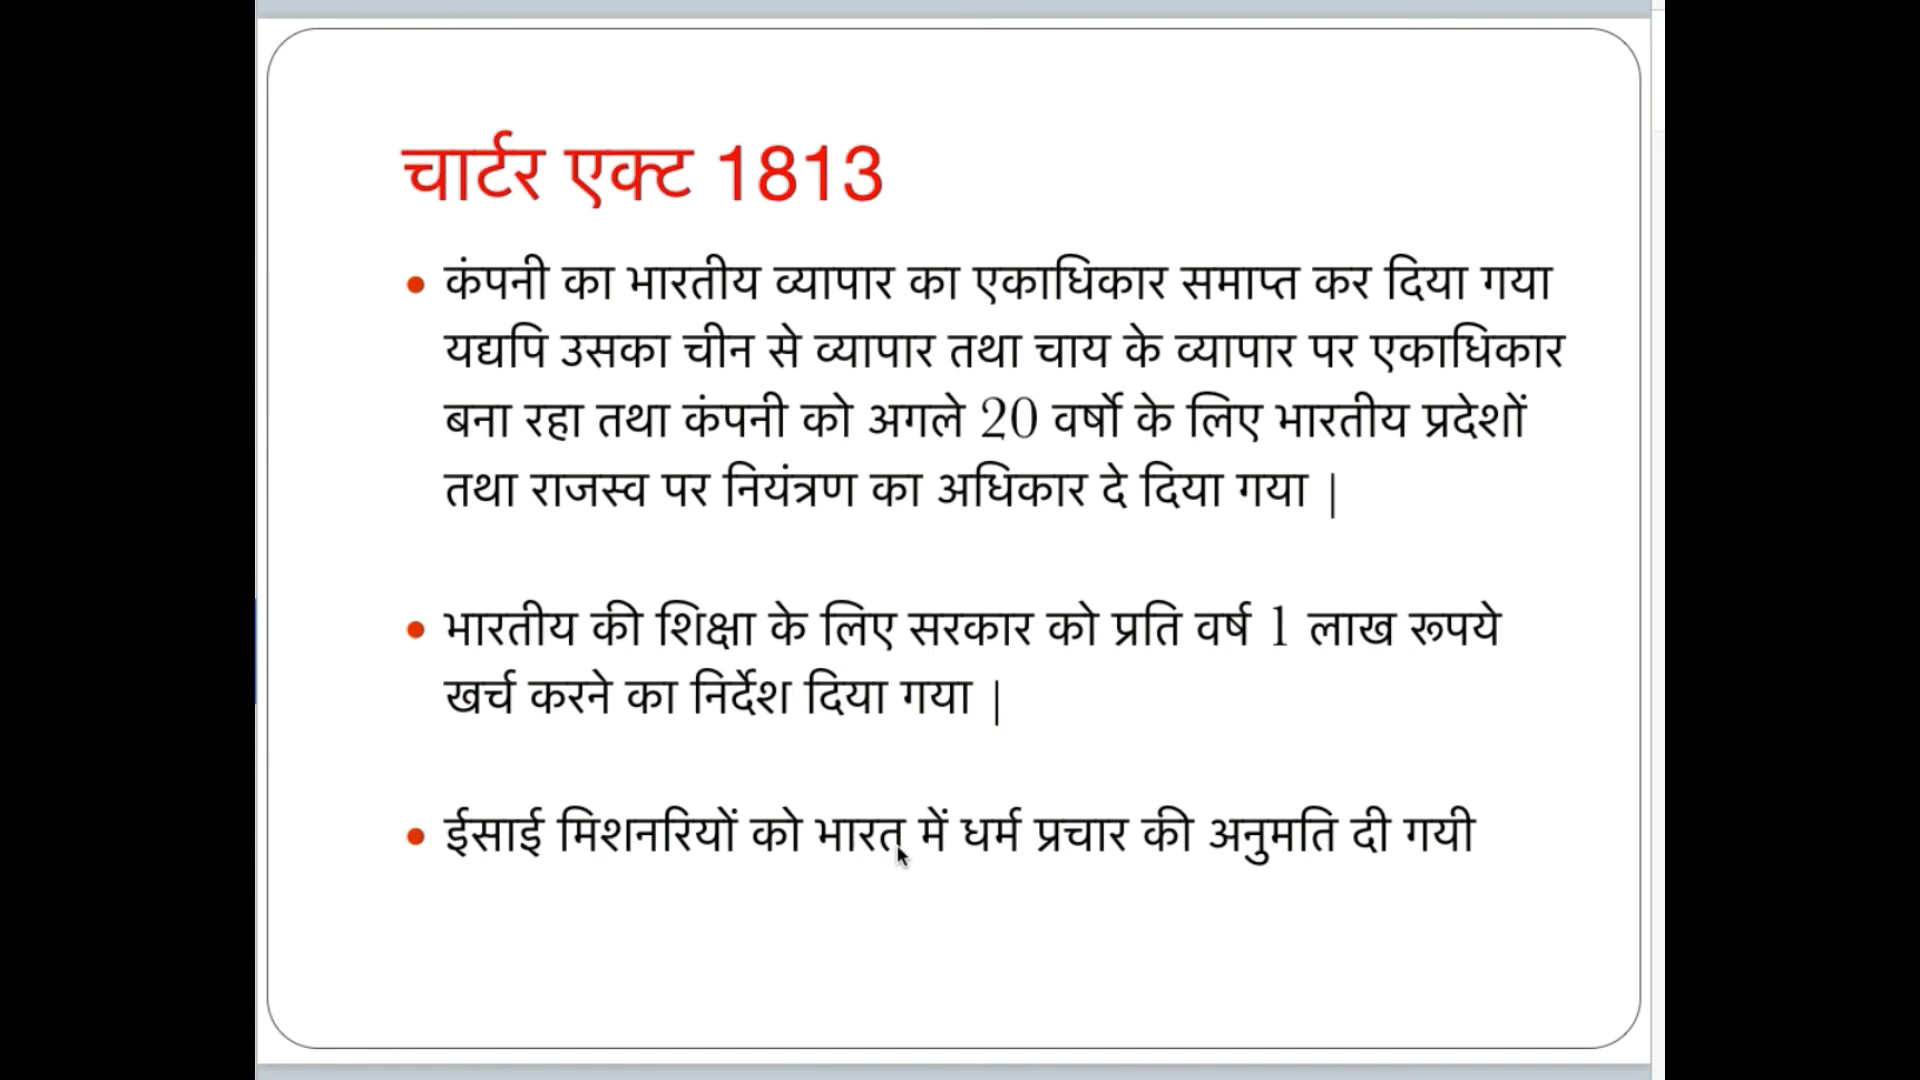 चार्टर एक्ट 1813
• कंपनी का भारतीय व्यापार का एकाधिकार समाप्त कर दिया गया
यद्यपि उसका चीन से व्यापार तथा चाय के व्यापार पर एकाधिकार
बना रहा तथा कंपनी को अगले 20 वर्षो के लिए भारतीय प्रदेशों
तथा राजस्व पर नियंत्रण का अधिकार दे दिया गया |
• भारतीय की शिक्षा के लिए सरकार को प्रति वर्ष 1 लाख रूपये
खर्च करने का निर्देश दिया गया |
• ईसाई मिशनरियों को भारत में धर्म प्रचार की अनुमति दी गयी